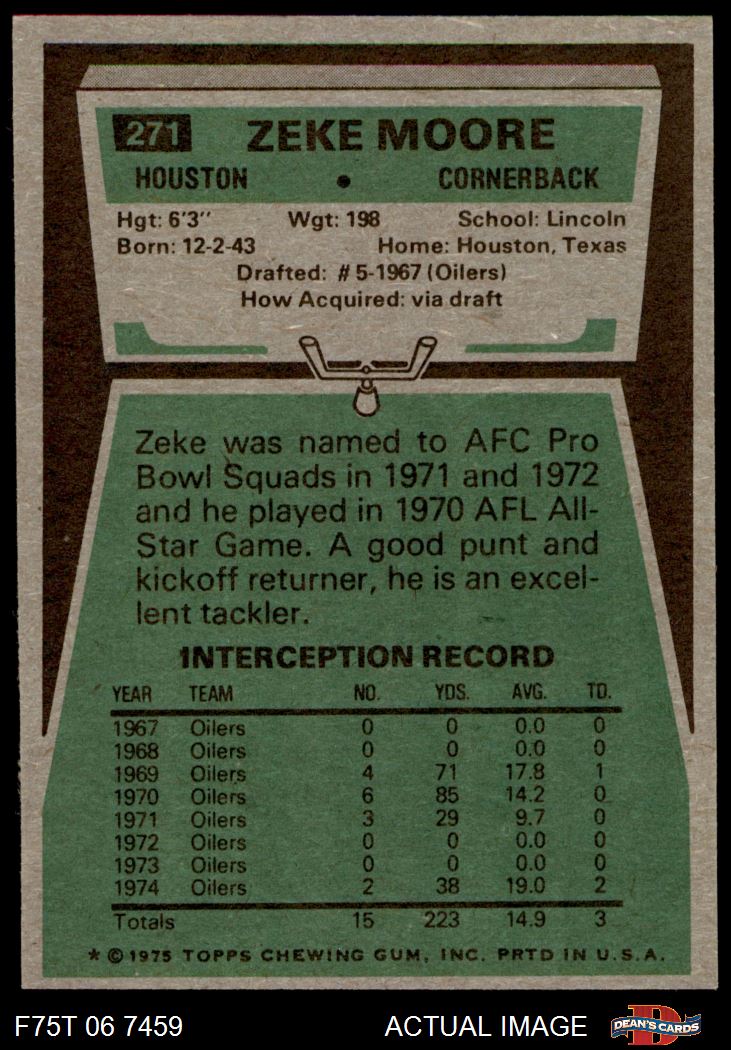 271 ZEKE MOORE
HOUSTON • CORNERBACK
Hgt: 6'3'' Wgt: 198 School: Lincoln
Born: 12-2-43 Home: Houston, Texas
Drafted: #5-1967 (Oilers)
How Acquired: via draft
Zeke was named to AFC Pro
Bowl Squads in 1971 and 1972
and he played in 1970 AFL All-
Star Game. A good punt and
kickoff returner, he is an excel-
lent tackler.
INTERCEPTION RECORD
YEAR TEAM NO. YDS. AVG. TD.
1967 Oilers 0 0 0.0 0
1968 Oilers 0 0 0.0 0
1969 Oilers 4 71 17.8 1
1970 Oilers 6 85 14.2 0
1971 Oilers 3 29 9.7 0
1972 Oilers 0 0 0.0 0
1973 Oilers 0 0 0.0 0
1974 Oilers 2 38 19.0 2
Totals 15 223 14.9 3
* © 1975 TOPPS CHEWING GUM, INC. PRTD IN U.S.A.
F75T 06 7459 ACTUAL IMAGE D DEAN'S CARDS